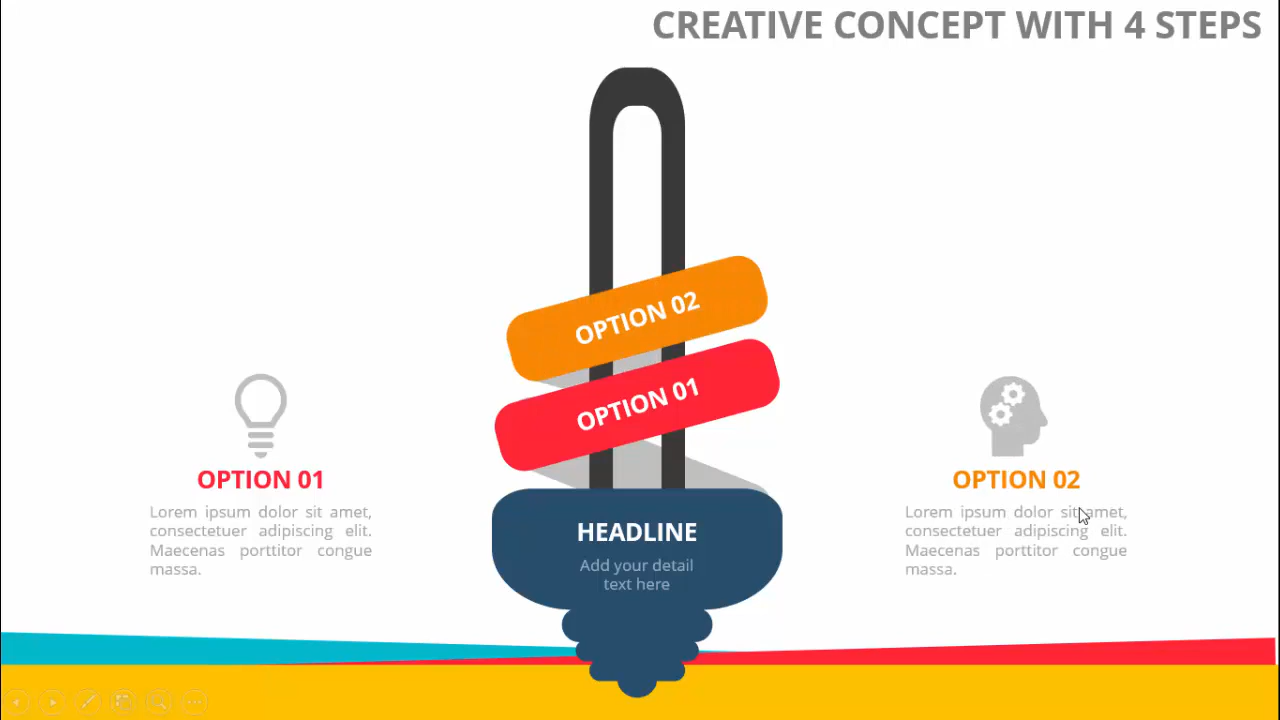 CREATIVE CONCEPT WITH 4 STEPS
OPTION 02
OPTION 01
HEADLINE
Add your detail
text here
OPTION 01
Lorem ipsum dolor sit amet,
consectetuer adipiscing elit.
Maecenas porttitor congue
massa.
OPTION 02
Lorem ipsum dolor sit amet,
consectetuer adipiscing elit.
Maecenas porttitor congue
massa.